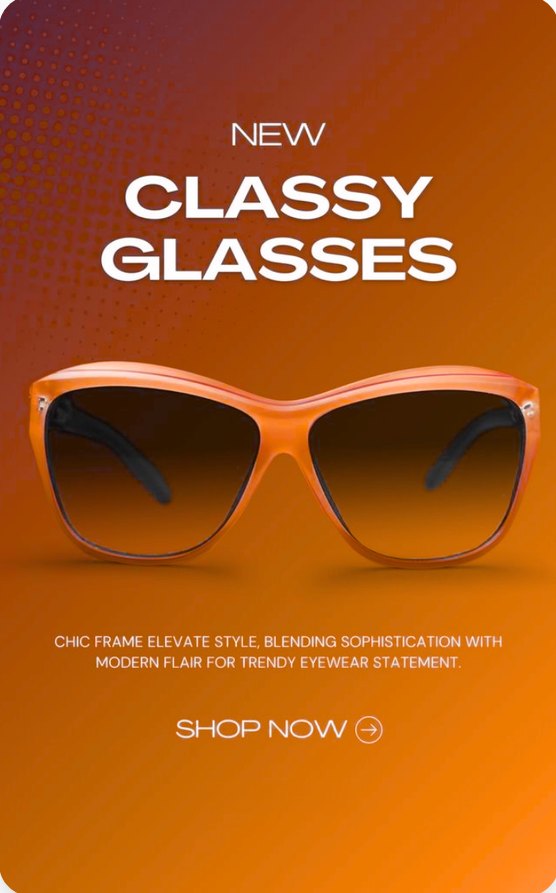 NEW
CLASSY
GLASSES
CHIC FRAME ELEVATE STYLE, BLENDING SOPHISTICATION WITH
MODERN FLAIR FOR TRENDY EYEWEAR STATEMENT.
SHOP NOW